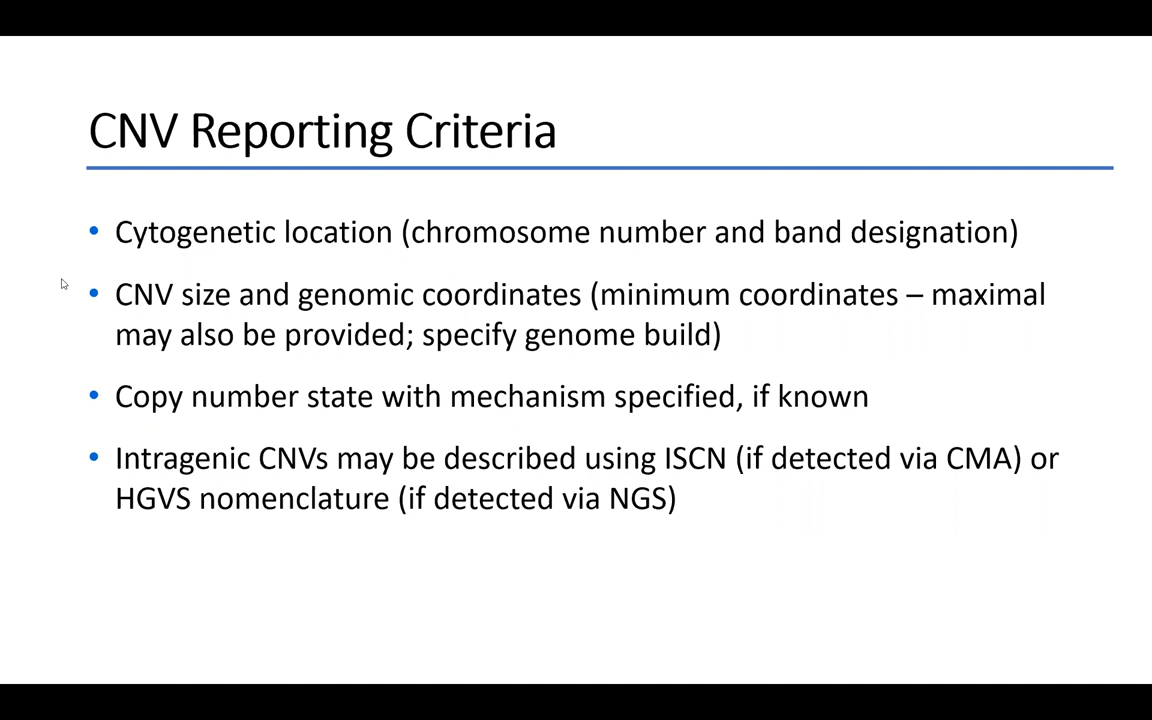 CNV Reporting Criteria
• Cytogenetic location (chromosome number and band designation)
• CNV size and genomic coordinates (minimum coordinates – maximal
may also be provided; specify genome build)
• Copy number state with mechanism specified, if known
• Intragenic CNVs may be described using ISCN (if detected via CMA) or
HGVS nomenclature (if detected via NGS)